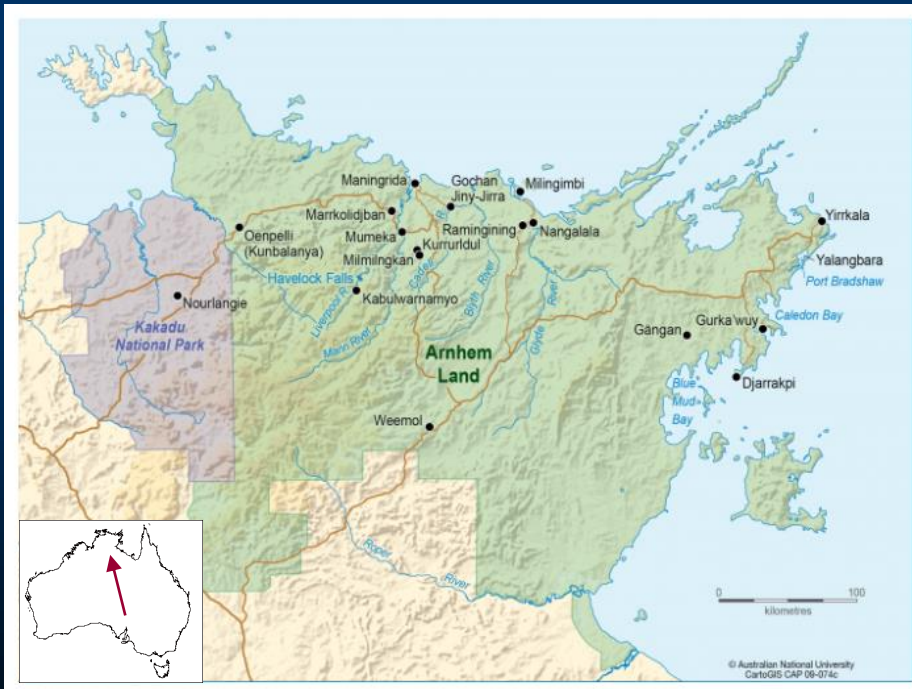 Maningrida
Gochan
Jiny-Jirra
Milingimbi
Marrkolidjban
Yirrkala
Oenpelli
(Kunbalanya)
Mumeka
Ramingining
Nangalala
Kurrurldul
Milmilngkan
Cadell R.
Yalangbara
Port Bradshaw
Havelock Falls
Liverpool R.
Kabulwarnamyo
Blyth River
Glyde River
Nourlangie
Mann River
Kakadu
National Park
Gurka'wuy
Caledon Bay
Gängan
Arnhem
Land
Blue
Mud
Bay
Djarrakpi
Weemol
Roper River
0 100
kilometres
© Australian National University
CartoGIS CAP 09-074c